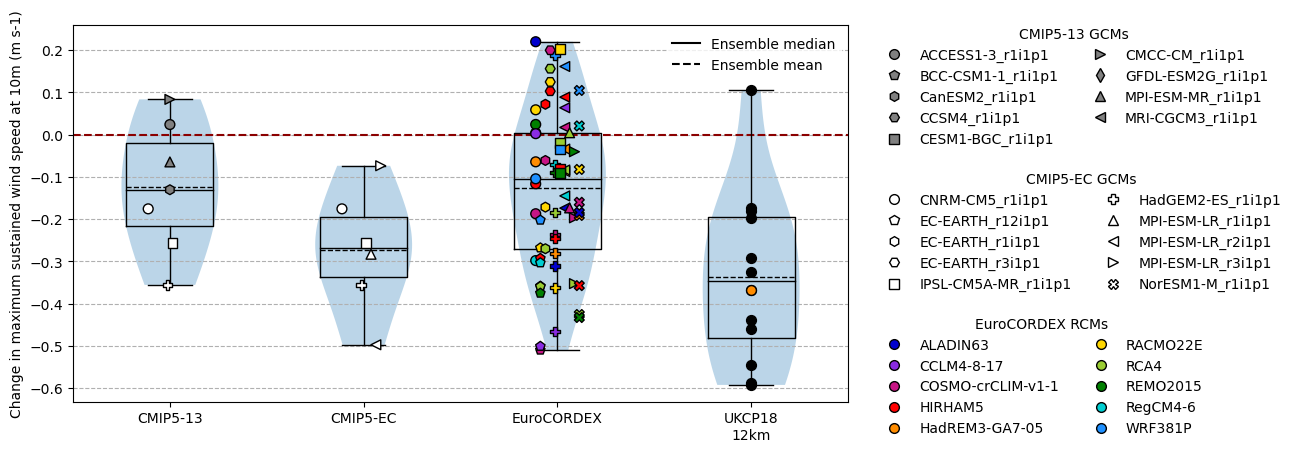 Change in maximum sustained wind speed at 10m (m s-1)
0.2
0.1
0.0
−0.1
−0.2
−0.3
−0.4
−0.5
−0.6
CMIP5-13
CMIP5-EC
EuroCORDEX
UKCP18
12km
Ensemble median
Ensemble mean
CMIP5-13 GCMs
ACCESS1-3_r1i1p1
BCC-CSM1-1_r1i1p1
CanESM2_r1i1p1
CCSM4_r1i1p1
CESM1-BGC_r1i1p1
CMCC-CM_r1i1p1
GFDL-ESM2G_r1i1p1
MPI-ESM-MR_r1i1p1
MRI-CGCM3_r1i1p1
CMIP5-EC GCMs
CNRM-CM5_r1i1p1
EC-EARTH_r12i1p1
EC-EARTH_r1i1p1
EC-EARTH_r3i1p1
IPSL-CM5A-MR_r1i1p1
HadGEM2-ES_r1i1p1
MPI-ESM-LR_r1i1p1
MPI-ESM-LR_r2i1p1
MPI-ESM-LR_r3i1p1
NorESM1-M_r1i1p1
EuroCORDEX RCMs
ALADIN63
CCLM4-8-17
COSMO-crCLIM-v1-1
HIRHAM5
HadREM3-GA7-05
RACMO22E
RCA4
REMO2015
RegCM4-6
WRF381P